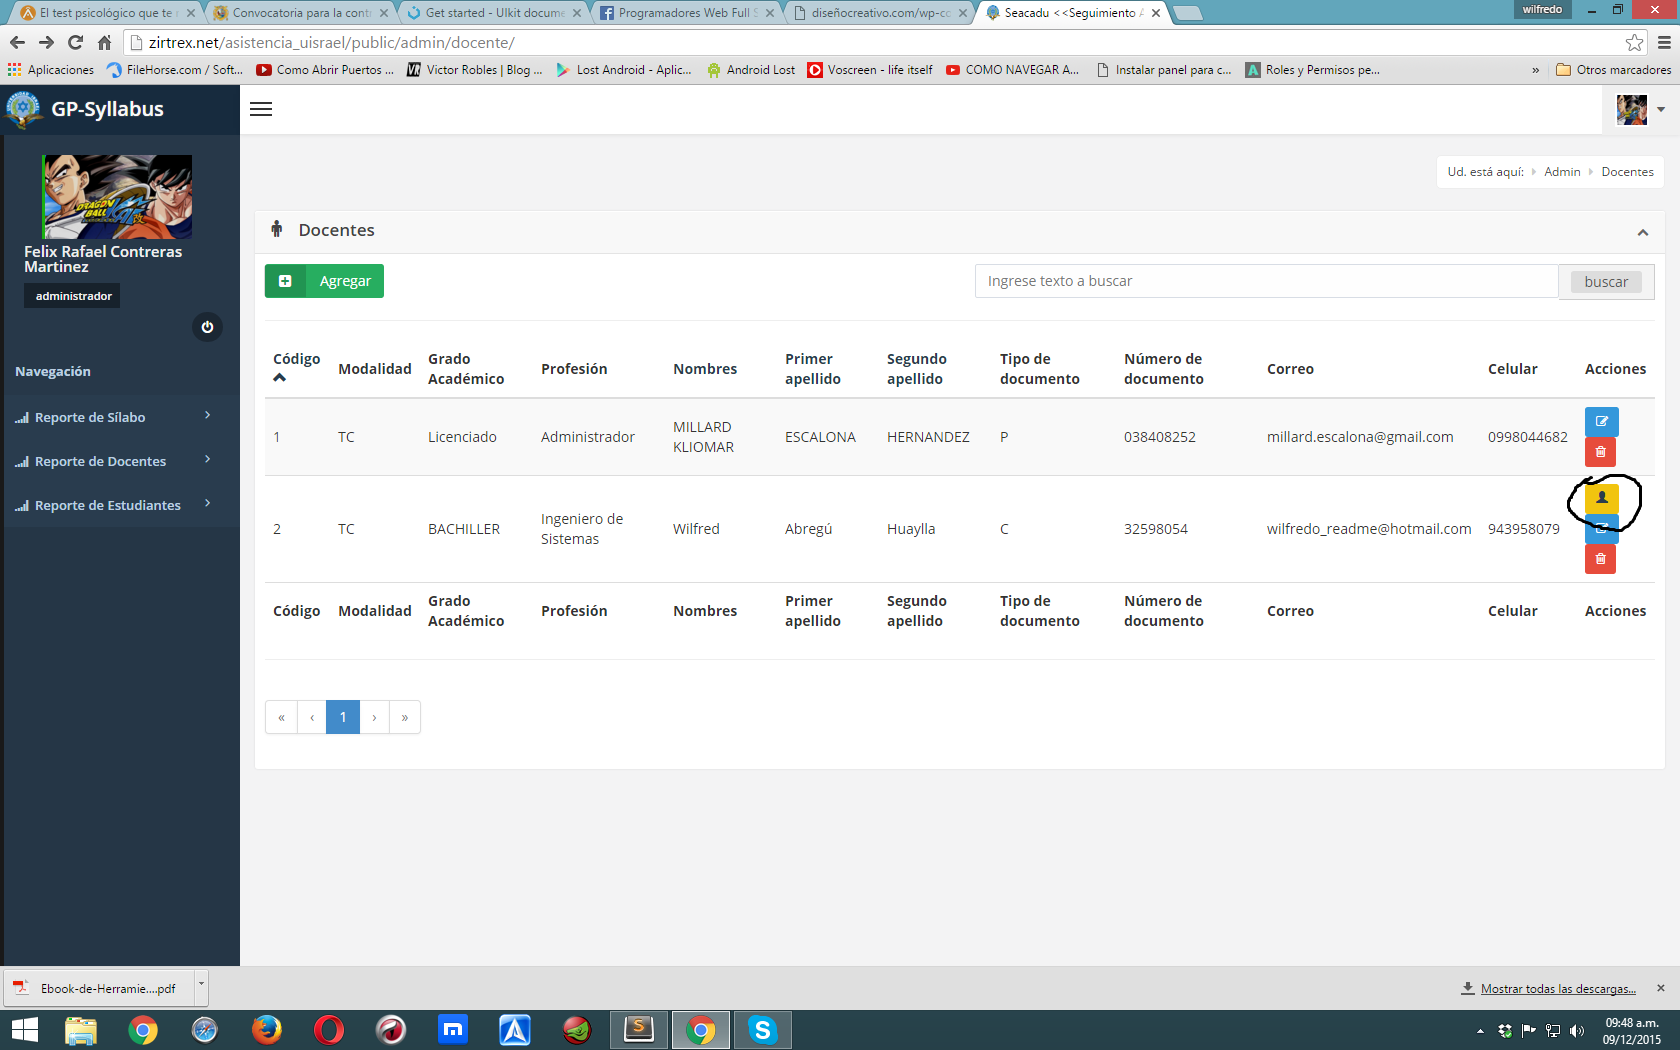 El test psicológico que te
Convocatoria para la cont
Get started - UIkit docume
Programadores Web Full S
diseñocreativo.com/wp-co
Seacadu <<Seguimiento A
wilfredo
zirtrex.net/asistencia_uisrael/public/admin/docente/
Aplicaciones
FileHorse.com / Soft...
Como Abrir Puertos ...
Victor Robles | Blog ...
Lost Android - Aplic...
Android Lost
Voscreen - life itself
COMO NAVEGAR A...
Instalar panel para c...
Roles y Permisos pe...
»
Otros marcadores
GP-Syllabus
DRAGON BALL KAI
Felix Rafael Contreras
Martinez
administrador
Navegación
Reporte de Sílabo
Reporte de Docentes
Reporte de Estudiantes
Ud. está aquí: Admin Docentes
Docentes
Agregar
Ingrese texto a buscar
buscar
Código Modalidad Grado Académico Profesión Nombres Primer apellido Segundo apellido Tipo de documento Número de documento Correo Celular Acciones
1 TC Licenciado Administrador MILLARD KLIOMAR ESCALONA HERNANDEZ P 038408252 millard.escalona@gmail.com 0998044682
2 TC BACHILLER Ingeniero de Sistemas Wilfred Abregú Huaylla C 32598054 wilfredo_readme@hotmail.com 943958079
Código Modalidad Grado Académico Profesión Nombres Primer apellido Segundo apellido Tipo de documento Número de documento Correo Celular Acciones
« ‹ 1 › »
Ebook-de-Herramie....pdf
Mostrar todas las descargas...
09:48 a.m.
09/12/2015